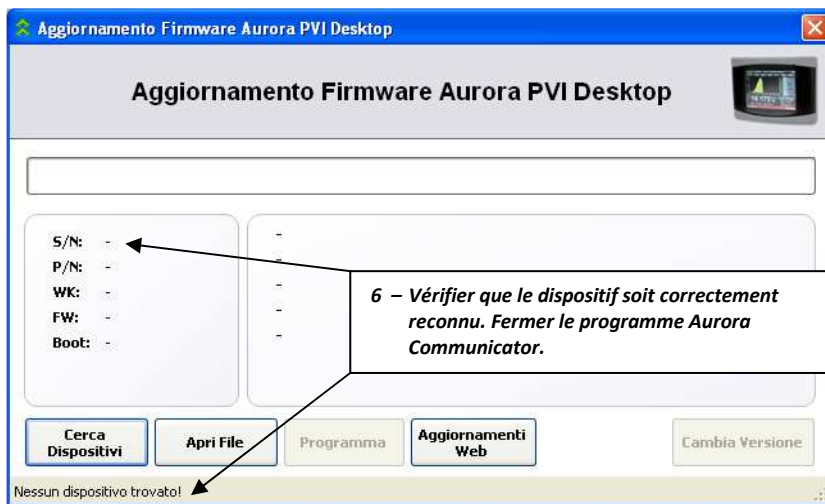 Aggiornamento Firmware Aurora PVI Desktop
Aggiornamento Firmware Aurora PVI Desktop
S/N: - -
P/N: - -
WK: - -
FW: - -
Boot: - -
6 – Vérifier que le dispositif soit correctement
reconnu. Fermer le programme Aurora
Communicator.
Cerca
Dispositivi
Apri File
Programma
Aggiornamenti
Web
Cambia Versione
Nessun dispositivo trovato!